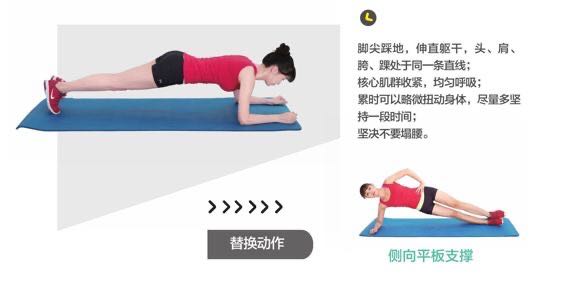 脚尖踩地，伸直躯干，头、肩、
胯、踝处于同一条直线；
核心肌群收紧，均匀呼吸；
累时可以略微扭动身体，尽量多坚
持一段时间；
坚决不要塌腰。
替换动作
侧向平板支撑